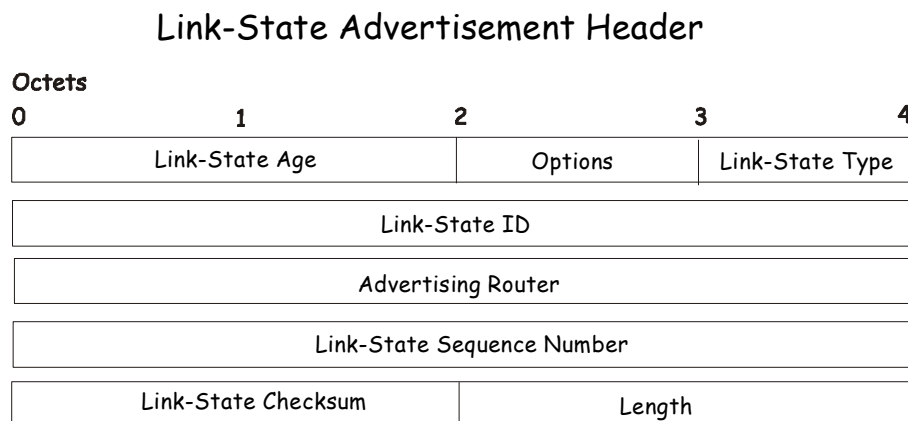 Link-State Advertisement Header
Octets
0 1 2 3 4
Link-State Age Options Link-State Type
Link-State ID
Advertising Router
Link-State Sequence Number
Link-State Checksum Length